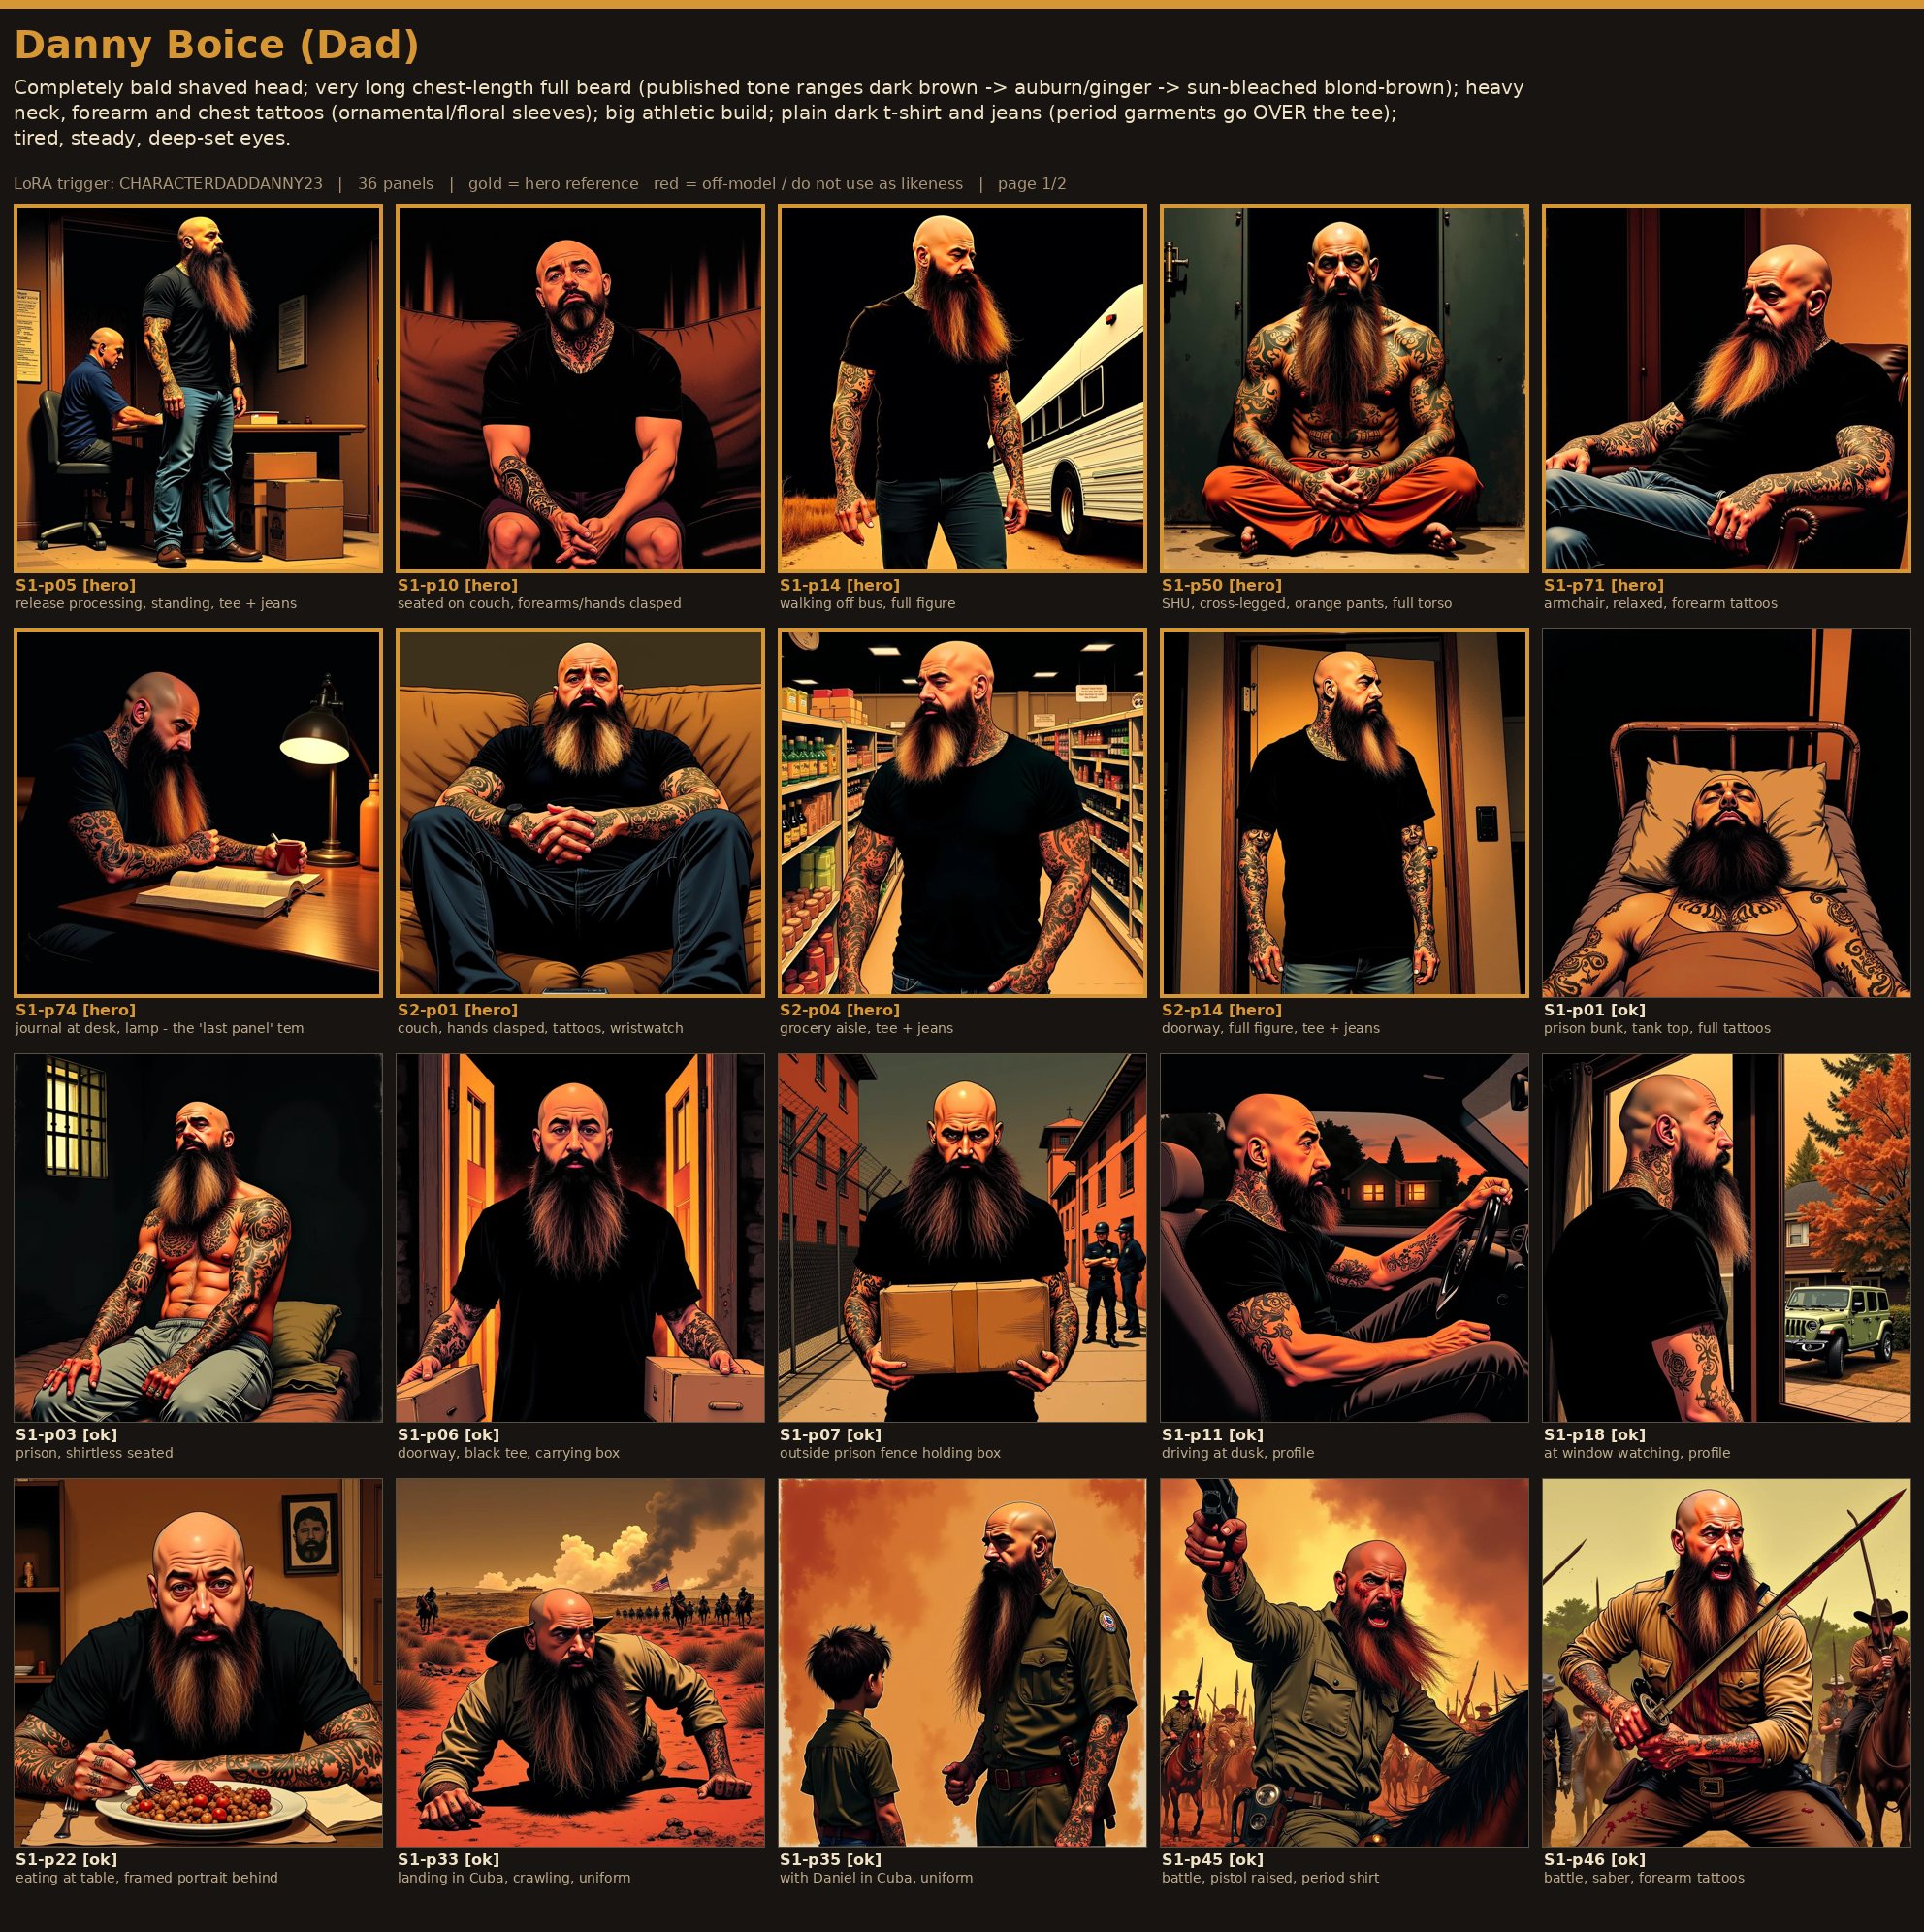 Danny Boice (Dad)
Completely bald shaved head; very long chest-length full beard (published tone ranges dark brown -> auburn/ginger -> sun-bleached blond-brown); heavy
neck, forearm and chest tattoos (ornamental/floral sleeves); big athletic build; plain dark t-shirt and jeans (period garments go OVER the tee);
tired, steady, deep-set eyes.
LoRA trigger: CHARACTERDADDANNY23 | 36 panels | gold = hero reference red = off-model / do not use as likeness | page 1/2
S1-p05 [hero]
release processing, standing, tee + jeans
S1-p10 [hero]
seated on couch, forearms/hands clasped
S1-p14 [hero]
walking off bus, full figure
S1-p50 [hero]
SHU, cross-legged, orange pants, full torso
S1-p71 [hero]
armchair, relaxed, forearm tattoos
S1-p74 [hero]
journal at desk, lamp - the 'last panel' tem
S2-p01 [hero]
couch, hands clasped, tattoos, wristwatch
S2-p04 [hero]
grocery aisle, tee + jeans
S2-p14 [hero]
doorway, full figure, tee + jeans
S1-p01 [ok]
prison bunk, tank top, full tattoos
S1-p03 [ok]
prison, shirtless seated
S1-p06 [ok]
doorway, black tee, carrying box
S1-p07 [ok]
outside prison fence holding box
S1-p11 [ok]
driving at dusk, profile
S1-p18 [ok]
at window watching, profile
S1-p22 [ok]
eating at table, framed portrait behind
S1-p33 [ok]
landing in Cuba, crawling, uniform
S1-p35 [ok]
with Daniel in Cuba, uniform
S1-p45 [ok]
battle, pistol raised, period shirt
S1-p46 [ok]
battle, saber, forearm tattoos